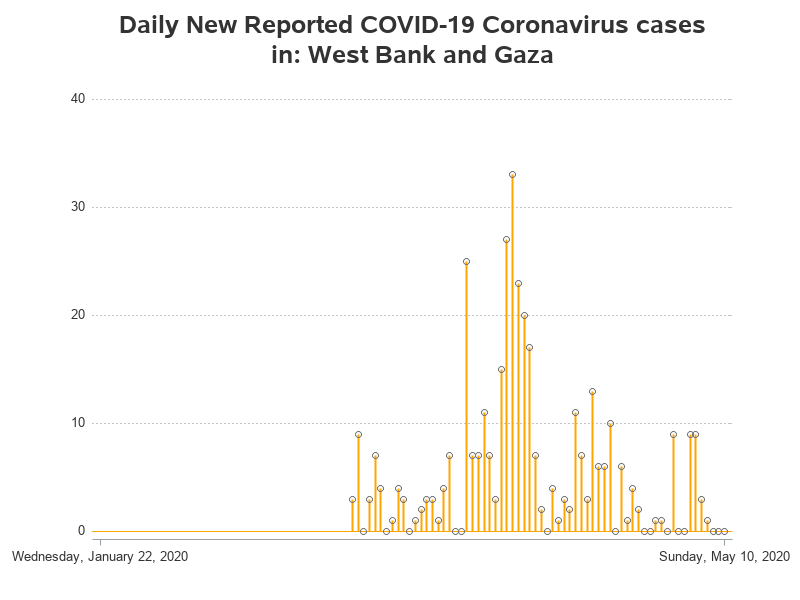 Daily New Reported COVID-19 Coronavirus cases
in: West Bank and Gaza
40
30
20
10
0
Wednesday, January 22, 2020
Sunday, May 10, 2020